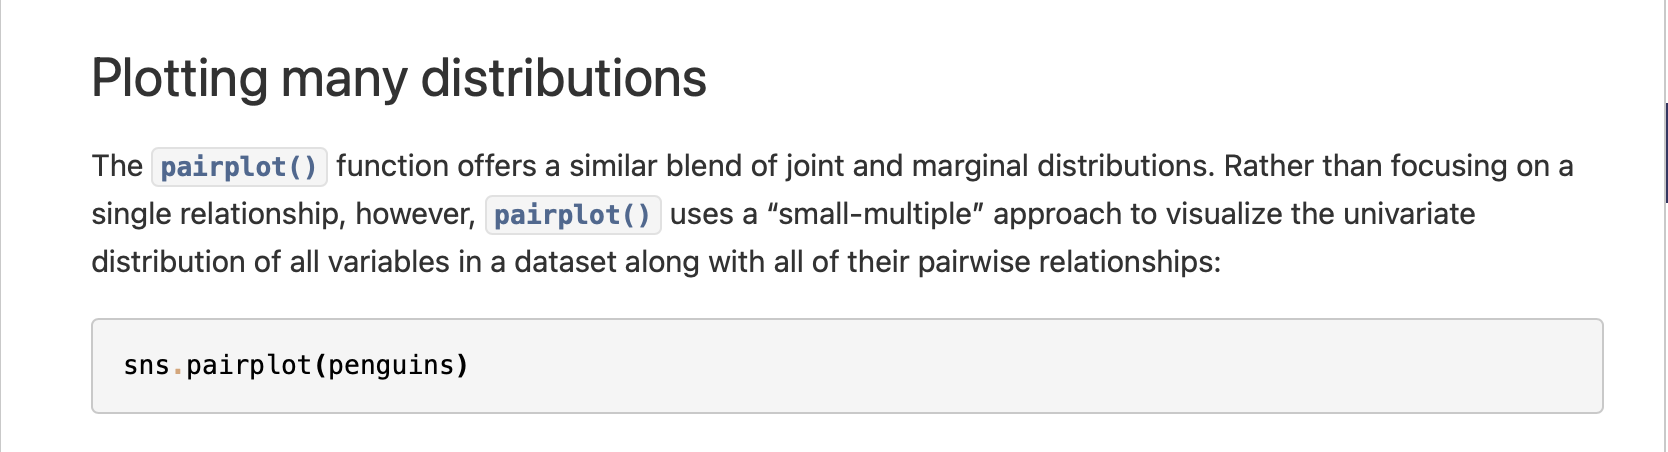 Plotting many distributions
The pairplot() function offers a similar blend of joint and marginal distributions. Rather than focusing on a
single relationship, however, pairplot() uses a “small-multiple” approach to visualize the univariate
distribution of all variables in a dataset along with all of their pairwise relationships:
sns.pairplot(penguins)